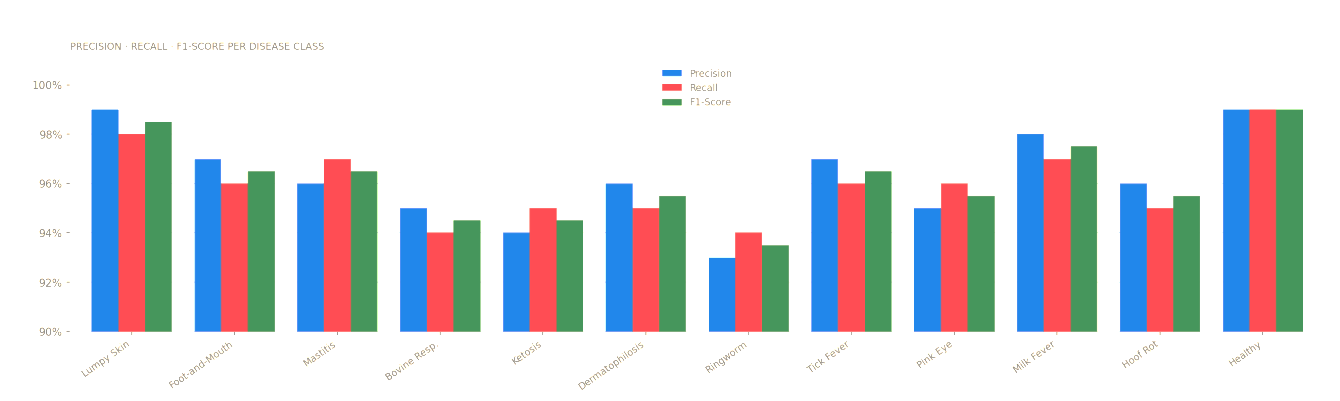 PRECISION · RECALL · F1-SCORE PER DISEASE CLASS
Precision
Recall
F1-Score
100%
98%
96%
94%
92%
90%
Lumpy Skin
Foot-and-Mouth
Mastitis
Bovine Resp.
Ketosis
Dermatophilosis
Ringworm
Tick Fever
Pink Eye
Milk Fever
Hoof Rot
Healthy